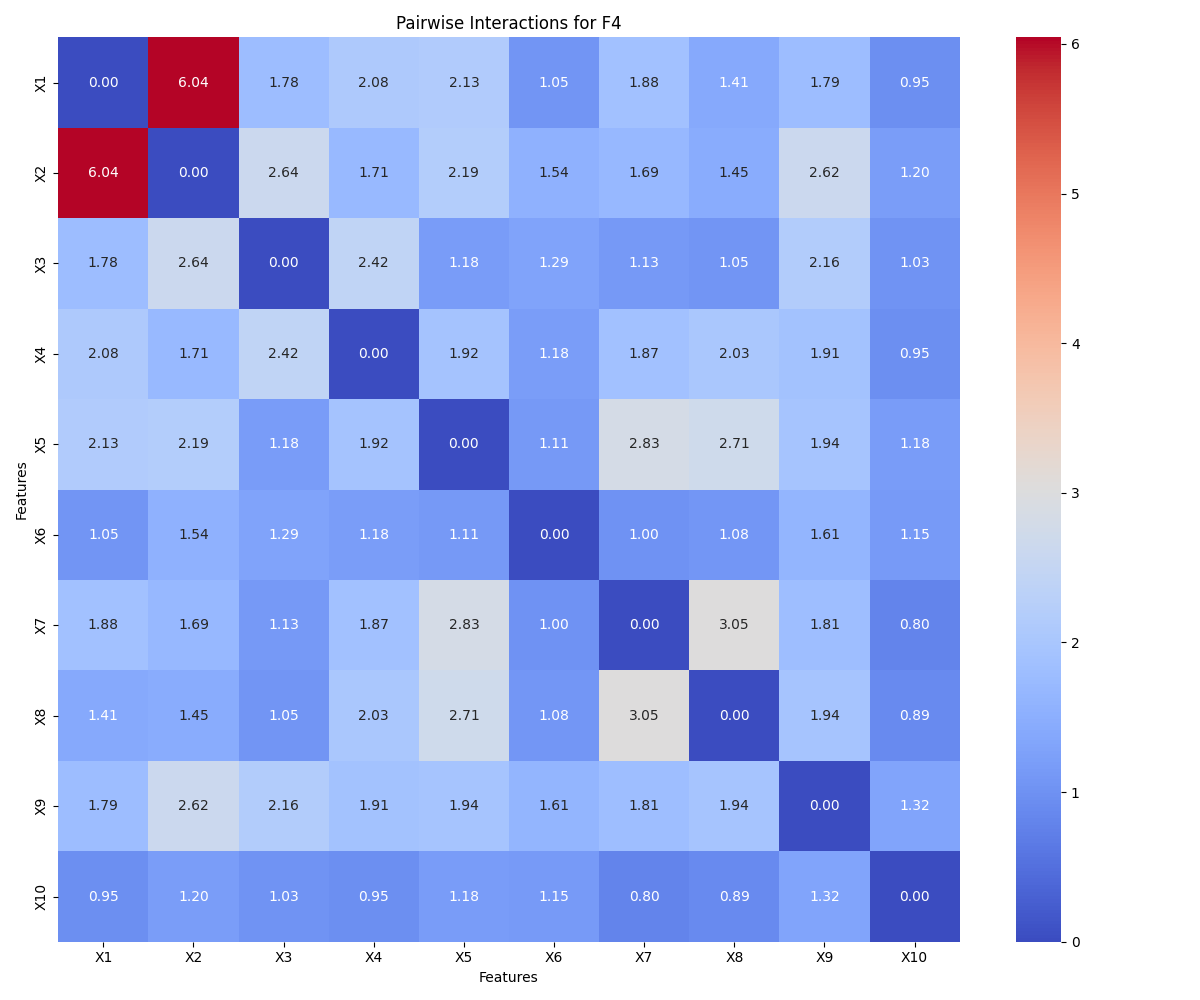 Pairwise Interactions for F4
X1 0.00 6.04 1.78 2.08 2.13 1.05 1.88 1.41 1.79 0.95
X2 6.04 0.00 2.64 1.71 2.19 1.54 1.69 1.45 2.62 1.20
X3 1.78 2.64 0.00 2.42 1.18 1.29 1.13 1.05 2.16 1.03
X4 2.08 1.71 2.42 0.00 1.92 1.18 1.87 2.03 1.91 0.95
X5 2.13 2.19 1.18 1.92 0.00 1.11 2.83 2.71 1.94 1.18
X6 1.05 1.54 1.29 1.18 1.11 0.00 1.00 1.08 1.61 1.15
X7 1.88 1.69 1.13 1.87 2.83 1.00 0.00 3.05 1.81 0.80
X8 1.41 1.45 1.05 2.03 2.71 1.08 3.05 0.00 1.94 0.89
X9 1.79 2.62 2.16 1.91 1.94 1.61 1.81 1.94 0.00 1.32
X10 0.95 1.20 1.03 0.95 1.18 1.15 0.80 0.89 1.32 0.00
X1 X2 X3 X4 X5 X6 X7 X8 X9 X10
Features
Features
6
5
4
3
2
1
0